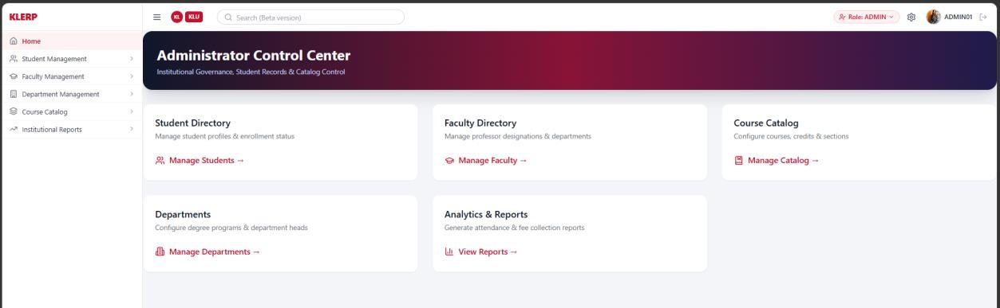 KLERP
KL KLU
Search (Beta version)
Role: ADMIN
ADMIN01
Home
Student Management
Faculty Management
Department Management
Course Catalog
Institutional Reports
Administrator Control Center
Institutional Governance, Student Records & Catalog Control
Student Directory
Manage student profiles & enrollment status
Manage Students →
Faculty Directory
Manage professor designations & departments
Manage Faculty →
Course Catalog
Configure courses, credits & sections
Manage Catalog →
Departments
Configure degree programs & department heads
Manage Departments →
Analytics & Reports
Generate attendance & fee collection reports
View Reports →